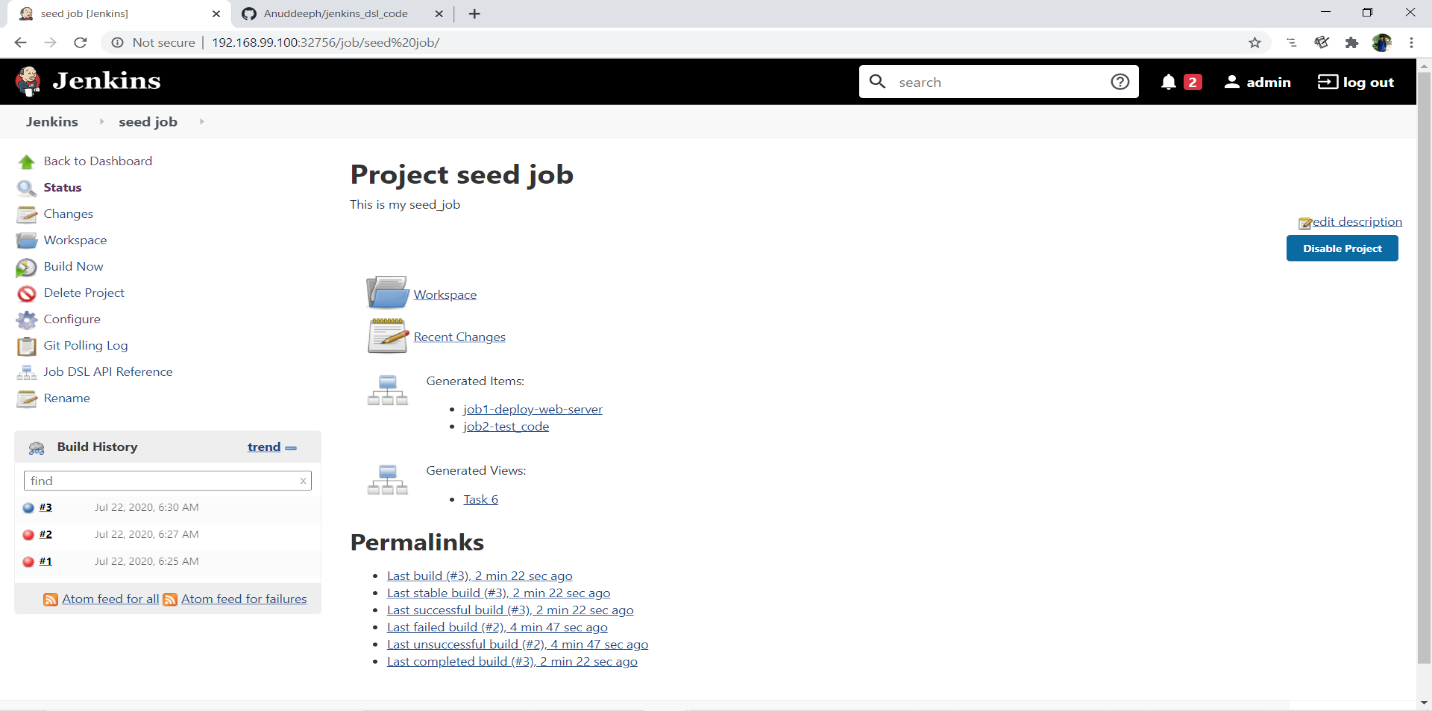 seed job [Jenkins]
Anuddeeph/jenkins_dsl_code
Not secure | 192.168.99.100:32756/job/seed%20job/
Jenkins
search
2
admin
log out
Jenkins
seed job
Back to Dashboard
Status
Changes
Workspace
Build Now
Delete Project
Configure
Git Polling Log
Job DSL API Reference
Rename
Build History
trend
find
x
#3 Jul 22, 2020, 6:30 AM
#2 Jul 22, 2020, 6:27 AM
#1 Jul 22, 2020, 6:25 AM
Atom feed for all Atom feed for failures
Project seed job
This is my seed_job
edit description
Disable Project
Workspace
Recent Changes
Generated Items:
job1-deploy-web-server
job2-test_code
Generated Views:
Task 6
Permalinks
Last build (#3), 2 min 22 sec ago
Last stable build (#3), 2 min 22 sec ago
Last successful build (#3), 2 min 22 sec ago
Last failed build (#2), 4 min 47 sec ago
Last unsuccessful build (#2), 4 min 47 sec ago
Last completed build (#3), 2 min 22 sec ago